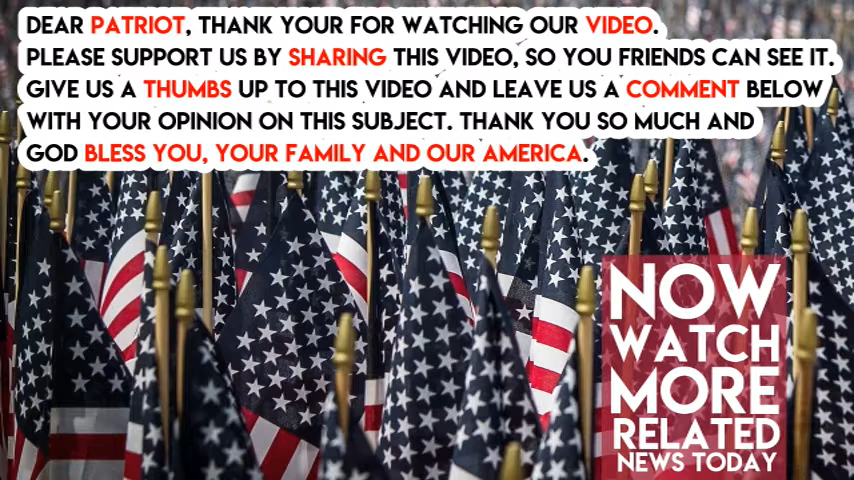 DEAR PATRIOT, THANK YOUR FOR WATCHING OUR VIDEO.
PLEASE SUPPORT US BY SHARING THIS VIDEO, SO YOU FRIENDS CAN SEE IT.
GIVE US A THUMBS UP TO THIS VIDEO AND LEAVE US A COMMENT BELOW
WITH YOUR OPINION ON THIS SUBJECT. THANK YOU SO MUCH AND
GOD BLESS YOU, YOUR FAMILY AND OUR AMERICA.
NOW
WATCH
MORE
RELATED
NEWS TODAY